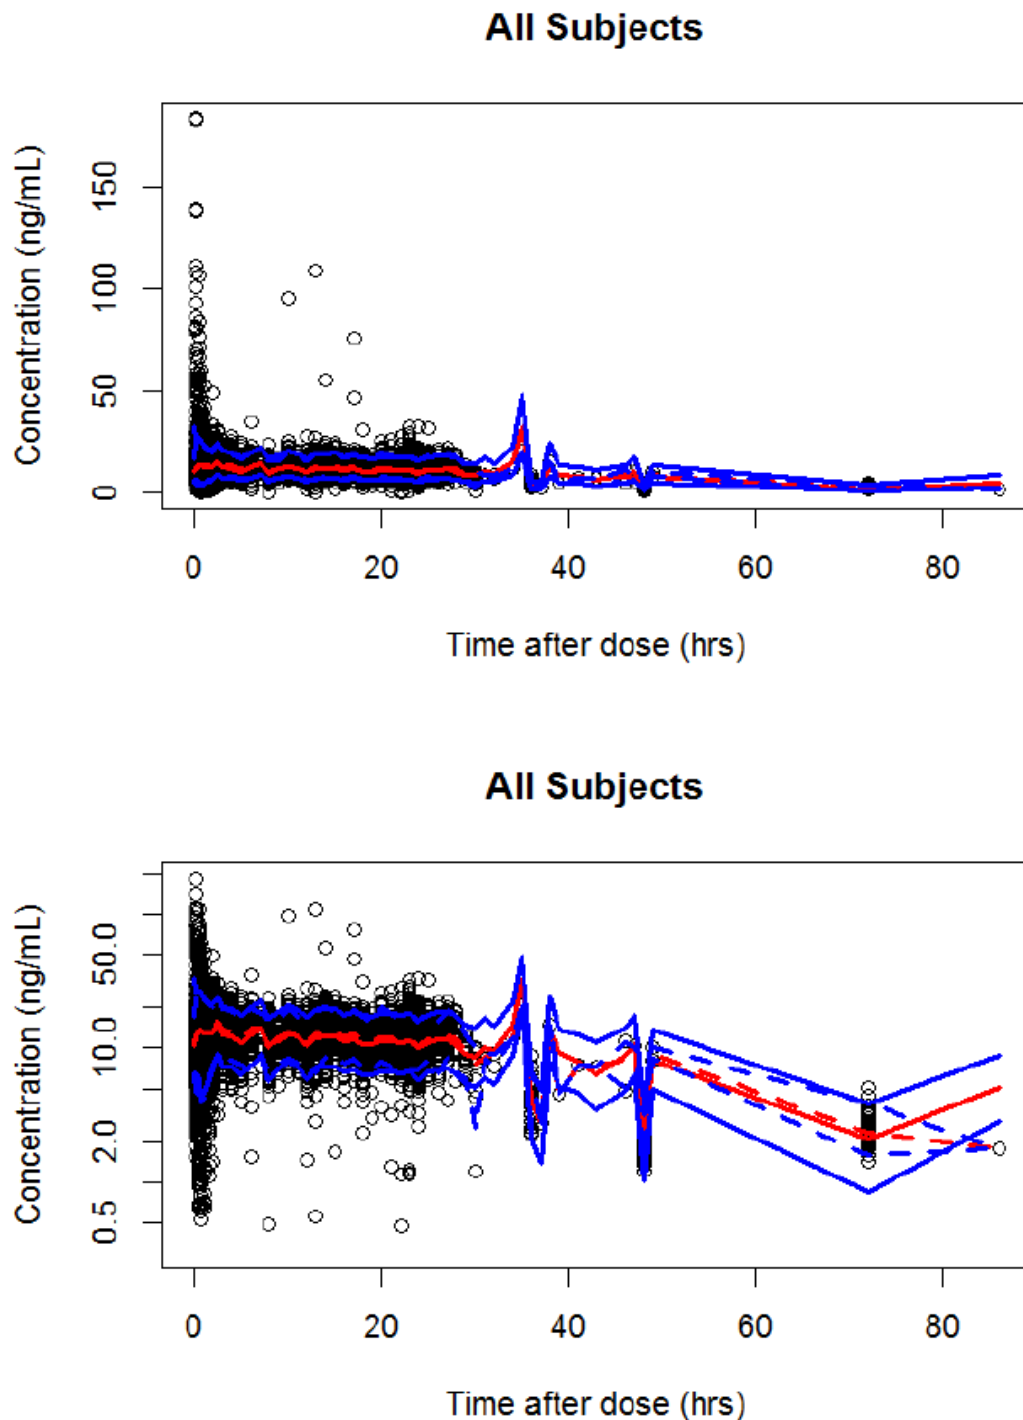 All Subjects
Concentration (ng/mL)
150
100
50
0
0 20 40 60 80
Time after dose (hrs)
All Subjects
Concentration (ng/mL)
50.0
10.0
2.0
0.5
0 20 40 60 80
Time after dose (hrs)